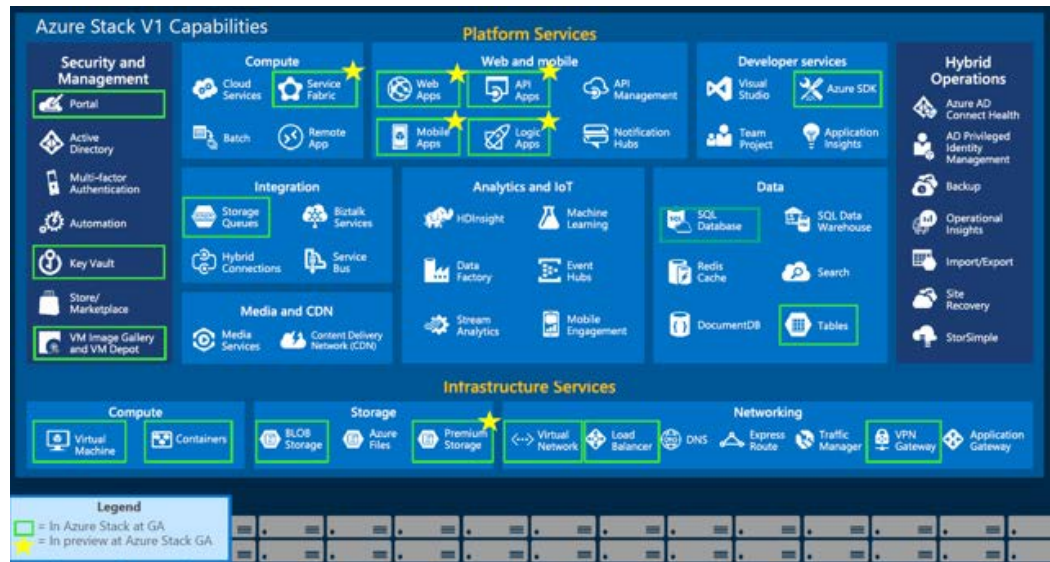 Azure Stack V1 Capabilities
Platform Services
Security and
Management
Portal
Active
Directory
Multi-factor
Authentication
Automation
Key Vault
Store/
Marketplace
VM Image Gallery
and VM Depot
Compute
Cloud
Services
Service
Fabric
Batch
Remote
App
Web and mobile
Web
Apps
API
Apps
API
Management
Mobile
Apps
Logic
Apps
Notification
Hubs
Developer services
Visual
Studio
Azure SDK
Team
Project
Application
Insights
Integration
Storage
Queues
Biztalk
Services
Hybrid
Connections
Service
Bus
Media and CDN
Media
Services
Content Delivery
Network (CDN)
Analytics and IoT
HDInsight
Machine
Learning
Data
Factory
Event
Hubs
Stream
Analytics
Mobile
Engagement
Data
SQL
Database
SQL Data
Warehouse
Redis
Cache
Search
DocumentDB
Tables
Hybrid
Operations
Azure AD
Connect Health
AD Privileged
Identity
Management
Backup
Operational
Insights
Import/Export
Site
Recovery
StorSimple
Infrastructure Services
Compute
Virtual
Machine
Containers
Storage
BLOB
Storage
Azure
Files
Premium
Storage
Networking
Virtual
Network
Load
Balancer
DNS
Express
Route
Traffic
Manager
VPN
Gateway
Application
Gateway
Legend
= In Azure Stack at GA
= In preview at Azure Stack GA